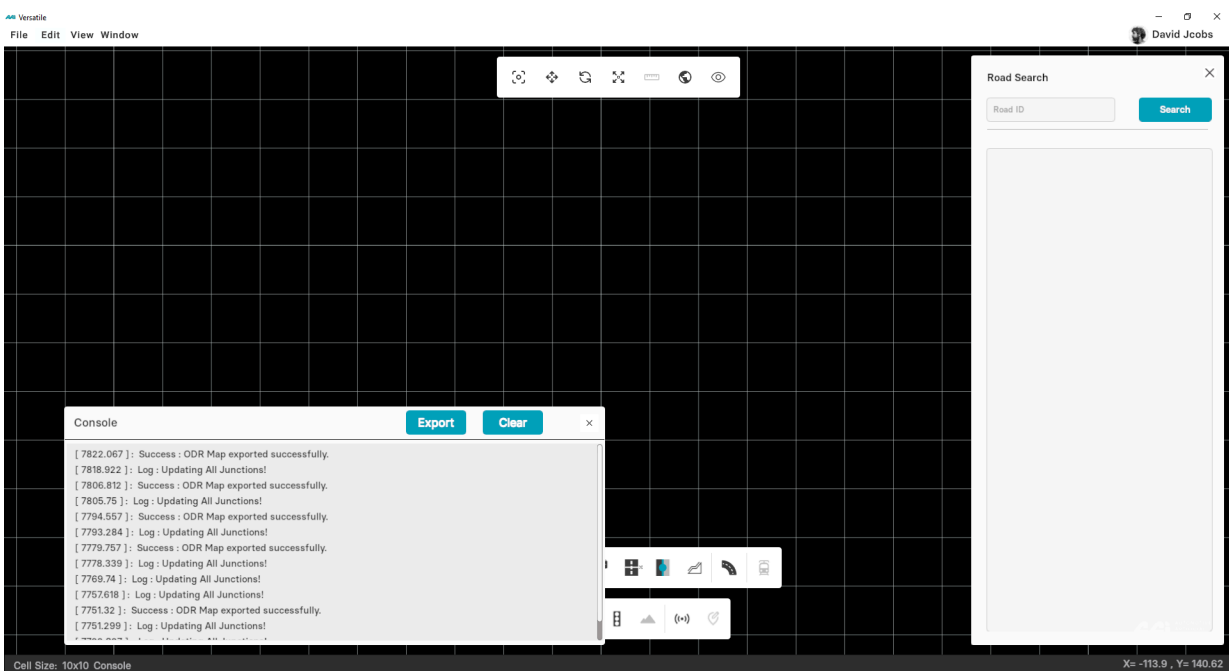 Versatile
File Edit View Window
David Jcobs
Road Search
Road ID
Search
Console
Export
Clear
[ 7822.067 ]: Success : ODR Map exported successfully.
[ 7818.922 ]: Log : Updating All Junctions!
[ 7806.812 ]: Success : ODR Map exported successfully.
[ 7805.75 ]: Log : Updating All Junctions!
[ 7794.557 ]: Success : ODR Map exported successfully.
[ 7793.284 ]: Log : Updating All Junctions!
[ 7779.757 ]: Success : ODR Map exported successfully.
[ 7778.339 ]: Log : Updating All Junctions!
[ 7769.74 ]: Log : Updating All Junctions!
[ 7757.618 ]: Log : Updating All Junctions!
[ 7751.32 ]: Success : ODR Map exported successfully.
[ 7751.299 ]: Log : Updating All Junctions!
Cell Size: 10x10 Console
X= -113.9 , Y= 140.62